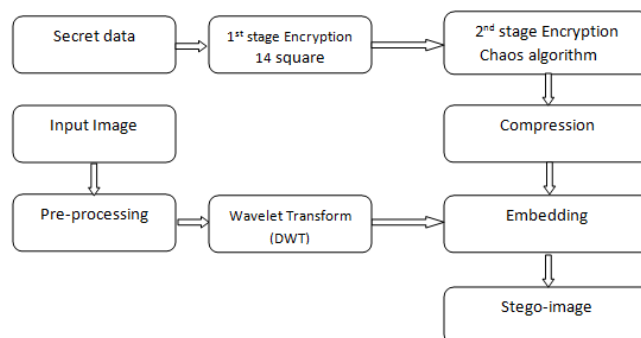 Secret data
1st stage Encryption
14 square
2nd stage Encryption
Chaos algorithm
Input Image
Compression
Pre-processing
Wavelet Transform
(DWT)
Embedding
Stego-image